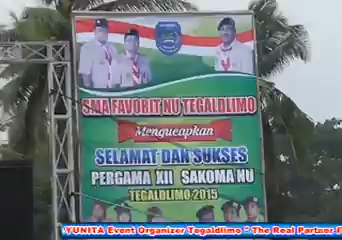 SMA FAVORIT NU TEGALDLIMO
Mengucapkan
SELAMAT DAN SUKSES
PERGAMA XII SAKOMA NU
TEGALDLIMO 2015
YUNITA Event Organizer Tegaldlimo - The Real Partner